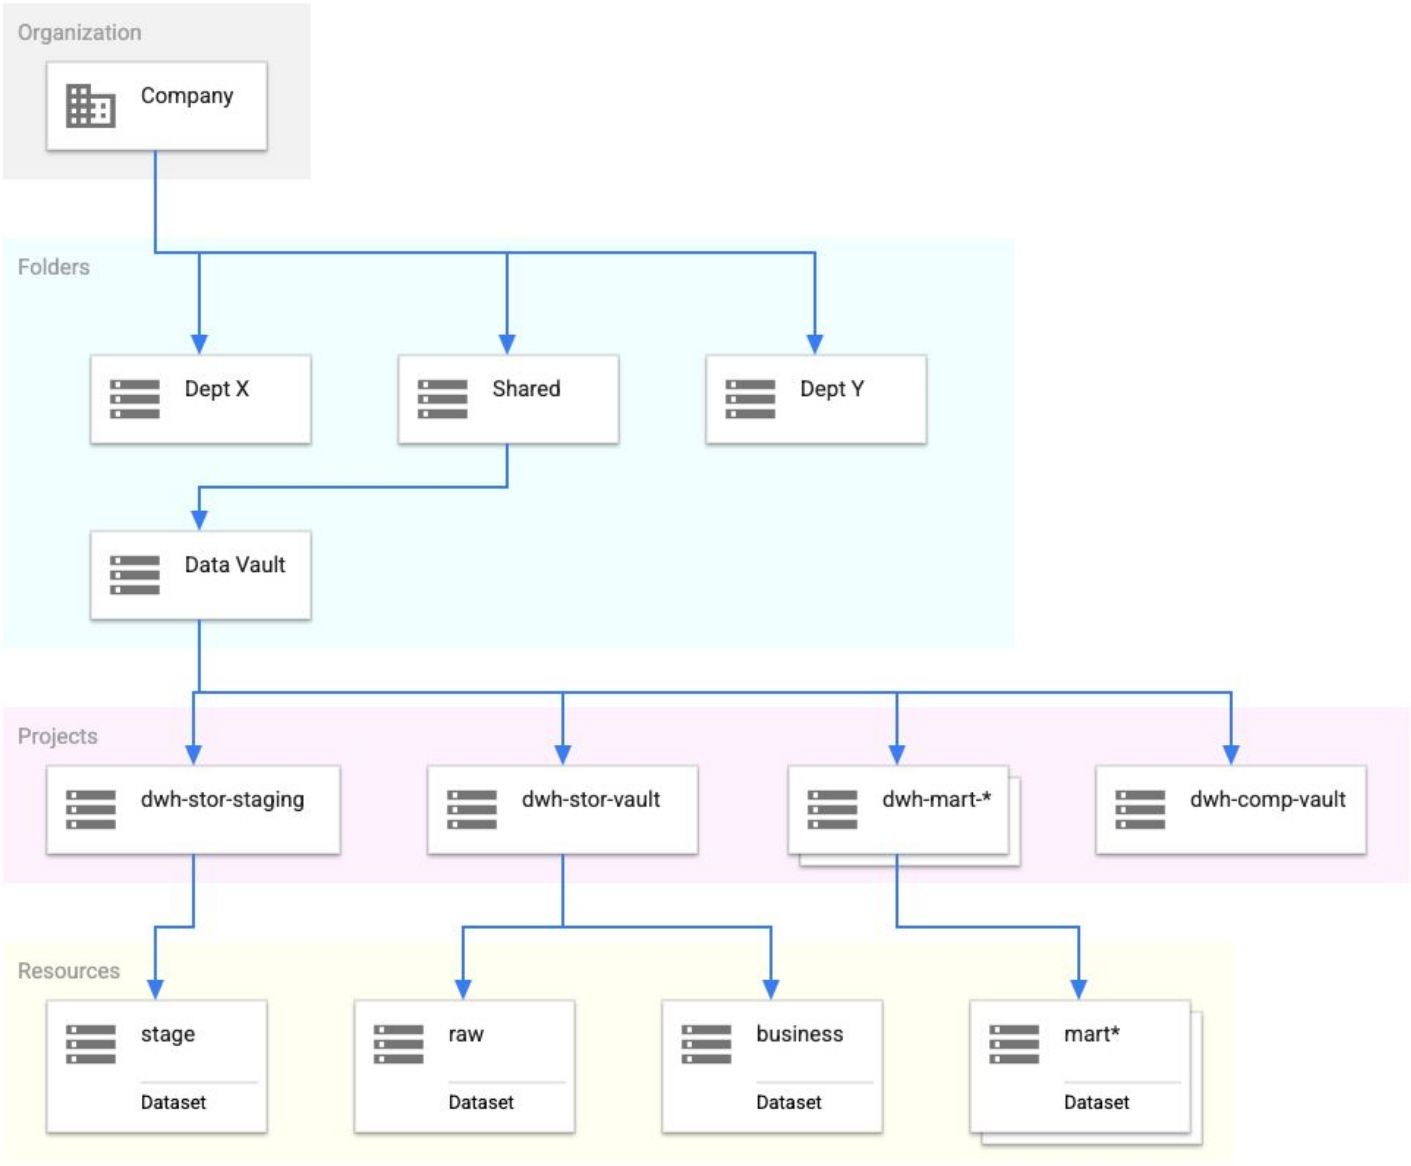 Organization
Company
Folders
Dept X
Shared
Dept Y
Data Vault
Projects
dwh-stor-staging
dwh-stor-vault
dwh-mart-*
dwh-comp-vault
Resources
stage
Dataset
raw
Dataset
business
Dataset
mart*
Dataset